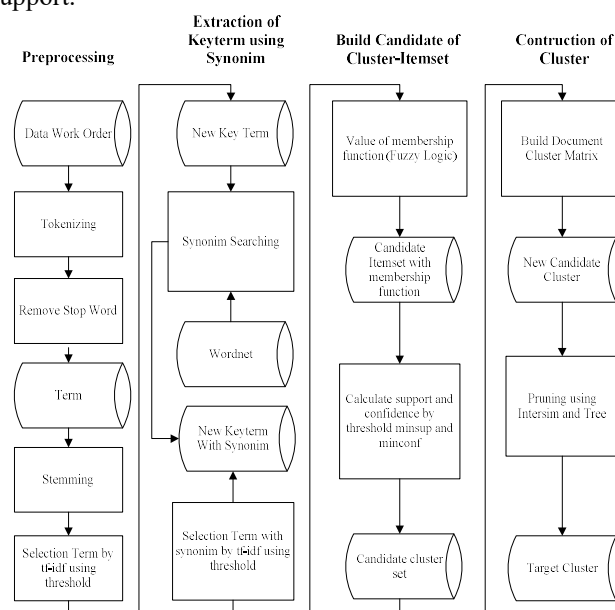 upport.
Preprocessing
Data Work Order
Tokenizing
Remove Stop Word
Term
Stemming
Selection Term by
tf-idf using
threshold
Extraction of
Keyterm using
Synonim
New Key Term
Synonim Searching
Wordnet
New Keyterm
With Synonim
Selection Term with
synonim by tf-idf using
threshold
Build Candidate of
Cluster-Itemset
Value of membership
function (Fuzzy Logic)
Candidate
Itemset with
membership
function
Calculate support and
confidence by
threshold minsup and
minconf
Candidate cluster
set
Contruction of
Cluster
Build Document
Cluster Matrix
New Candidate
Cluster
Pruning using
Intersim and Tree
Target Cluster